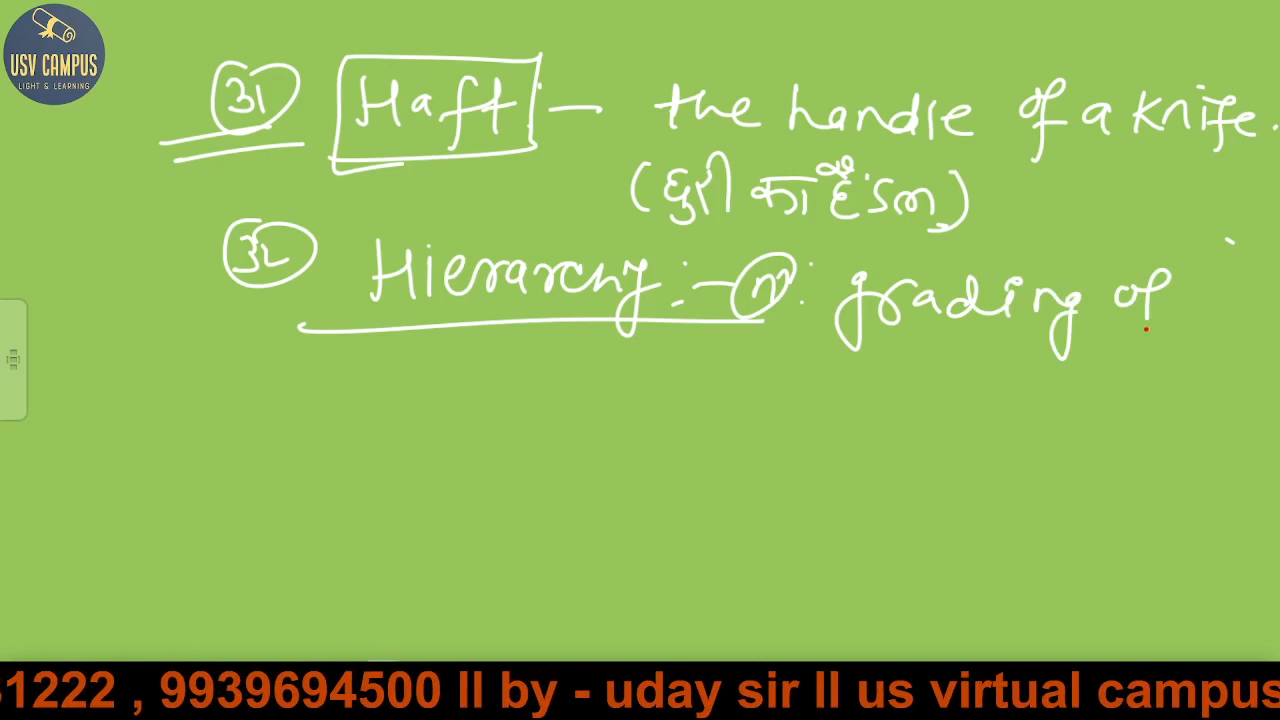 USV CAMPUS
LIGHT & LEARNING
31 Haft :— the handle of a knife.
(छुरी का हैंडल)
32 Hierarchy :— n : grading of
1222 , 9939694500 ll by - uday sir ll us virtual campus